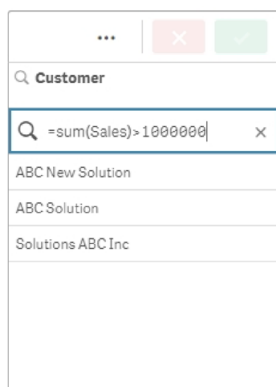 Customer
=sum(Sales)>1000000
ABC New Solution
ABC Solution
Solutions ABC Inc